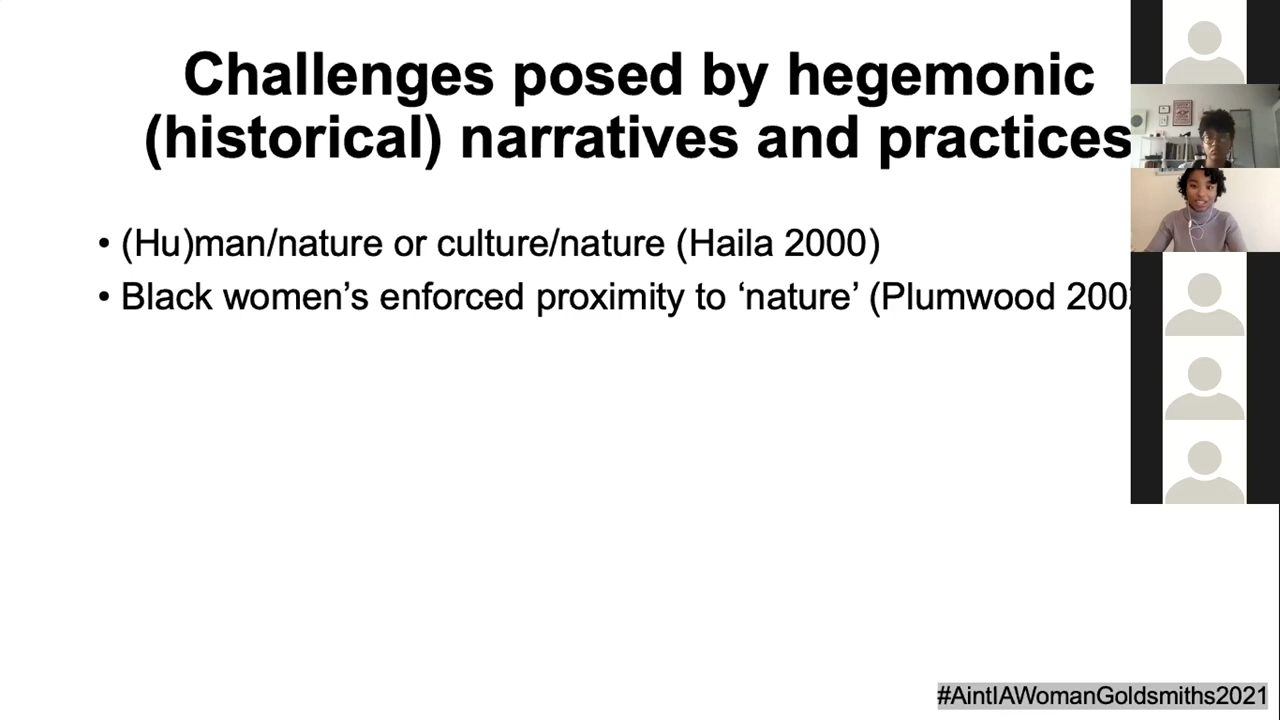 Challenges posed by hegemonic
(historical) narratives and practices
• (Hu)man/nature or culture/nature (Haila 2000)
• Black women’s enforced proximity to ‘nature’ (Plumwood
#AintIAWomanGoldsmiths2021